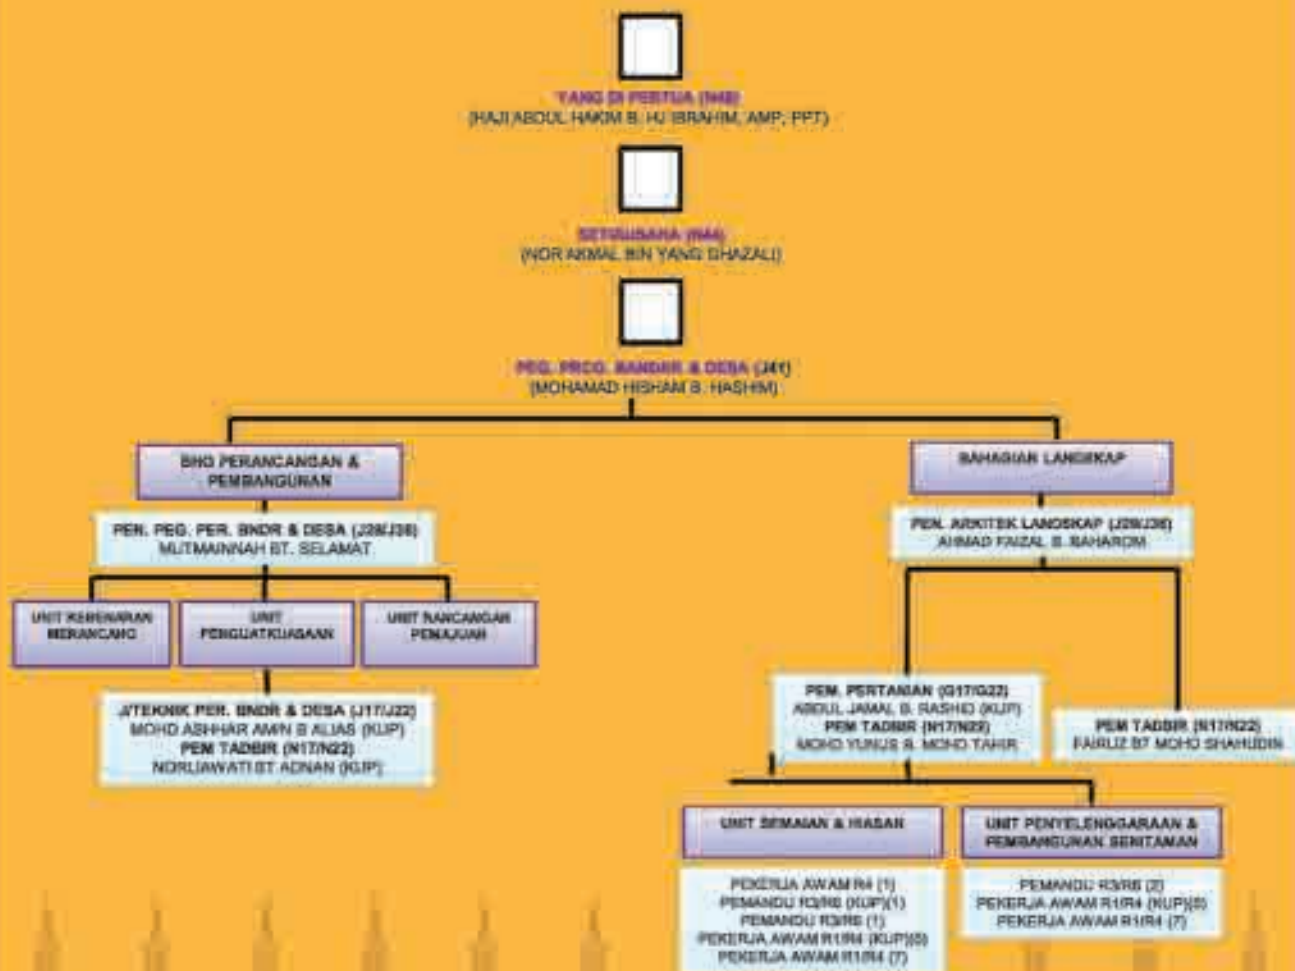 YANG DI PERTUA (N48)
(HAJI ABDUL HAKIM B. HJ IBRAHIM, AMP, PPT)
SETIAUSAHA (N44)
(NOR AKMAL BIN YANG GHAZALI)
PEG. PRCG. BANDAR & DESA (J41)
(MOHAMAD HISHAM B. HASHIM)
BHG PERANCANGAN &
PEMBANGUNAN
PEN. PEG. PER. BNDR & DESA (J29/J36)
MUTMAINNAH BT. SELAMAT
UNIT KEBENARAN
MERANCANG
UNIT
PENGUATKUASAAN
UNIT RANCANGAN
PEMAJUAN
J/TEKNIK PER. BNDR & DESA (J17/J22)
MOHD ASHHAR AMIN B ALIAS (KUP)
PEM TADBIR (N17/N22)
NORLIAWATI BT ADNAN (KUP)
BAHAGIAN LANDSKAP
PEN. ARKITEK LANDSKAP (J29/J36)
AHMAD FAIZAL B. BAHAROM
PEM. PERTANIAN (G17/G22)
ABDUL JAMAL B. RASHID (KUP)
PEM TADBIR (N17/N22)
MOHD YUNUS B. MOHD TAHIR
PEM TADBIR (N17/N22)
FAIRUZ BT MOHD SHAHUDIN
UNIT SEMAIAN & HIASAN
PEKERJA AWAM R4 (1)
PEMANDU R3/R6 (KUP)(1)
PEMANDU R3/R6 (1)
PEKERJA AWAM R1/R4 (KUP)
PEKERJA AWAM R1/R4 (7)
UNIT PENYELENGGARAAN &
PEMBANGUNAN SENITAMAN
PEMANDU R3/R6 (2)
PEKERJA AWAM R1/R4 (KUP)
PEKERJA AWAM R1/R4 (7)